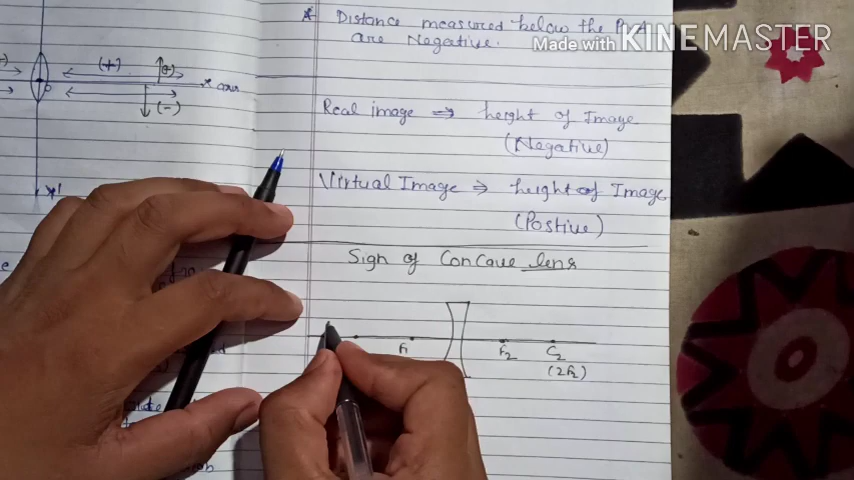 * Distance measured below the P.A
are Negative.
Made with KINEMASTER
(+)
(+)
(-)
Real image ⇒ height of Image
(Negative)
Virtual Image ⇒ height of Image
(Postive)
Sign of Concave lens
F1
F2
C2
(2F2)